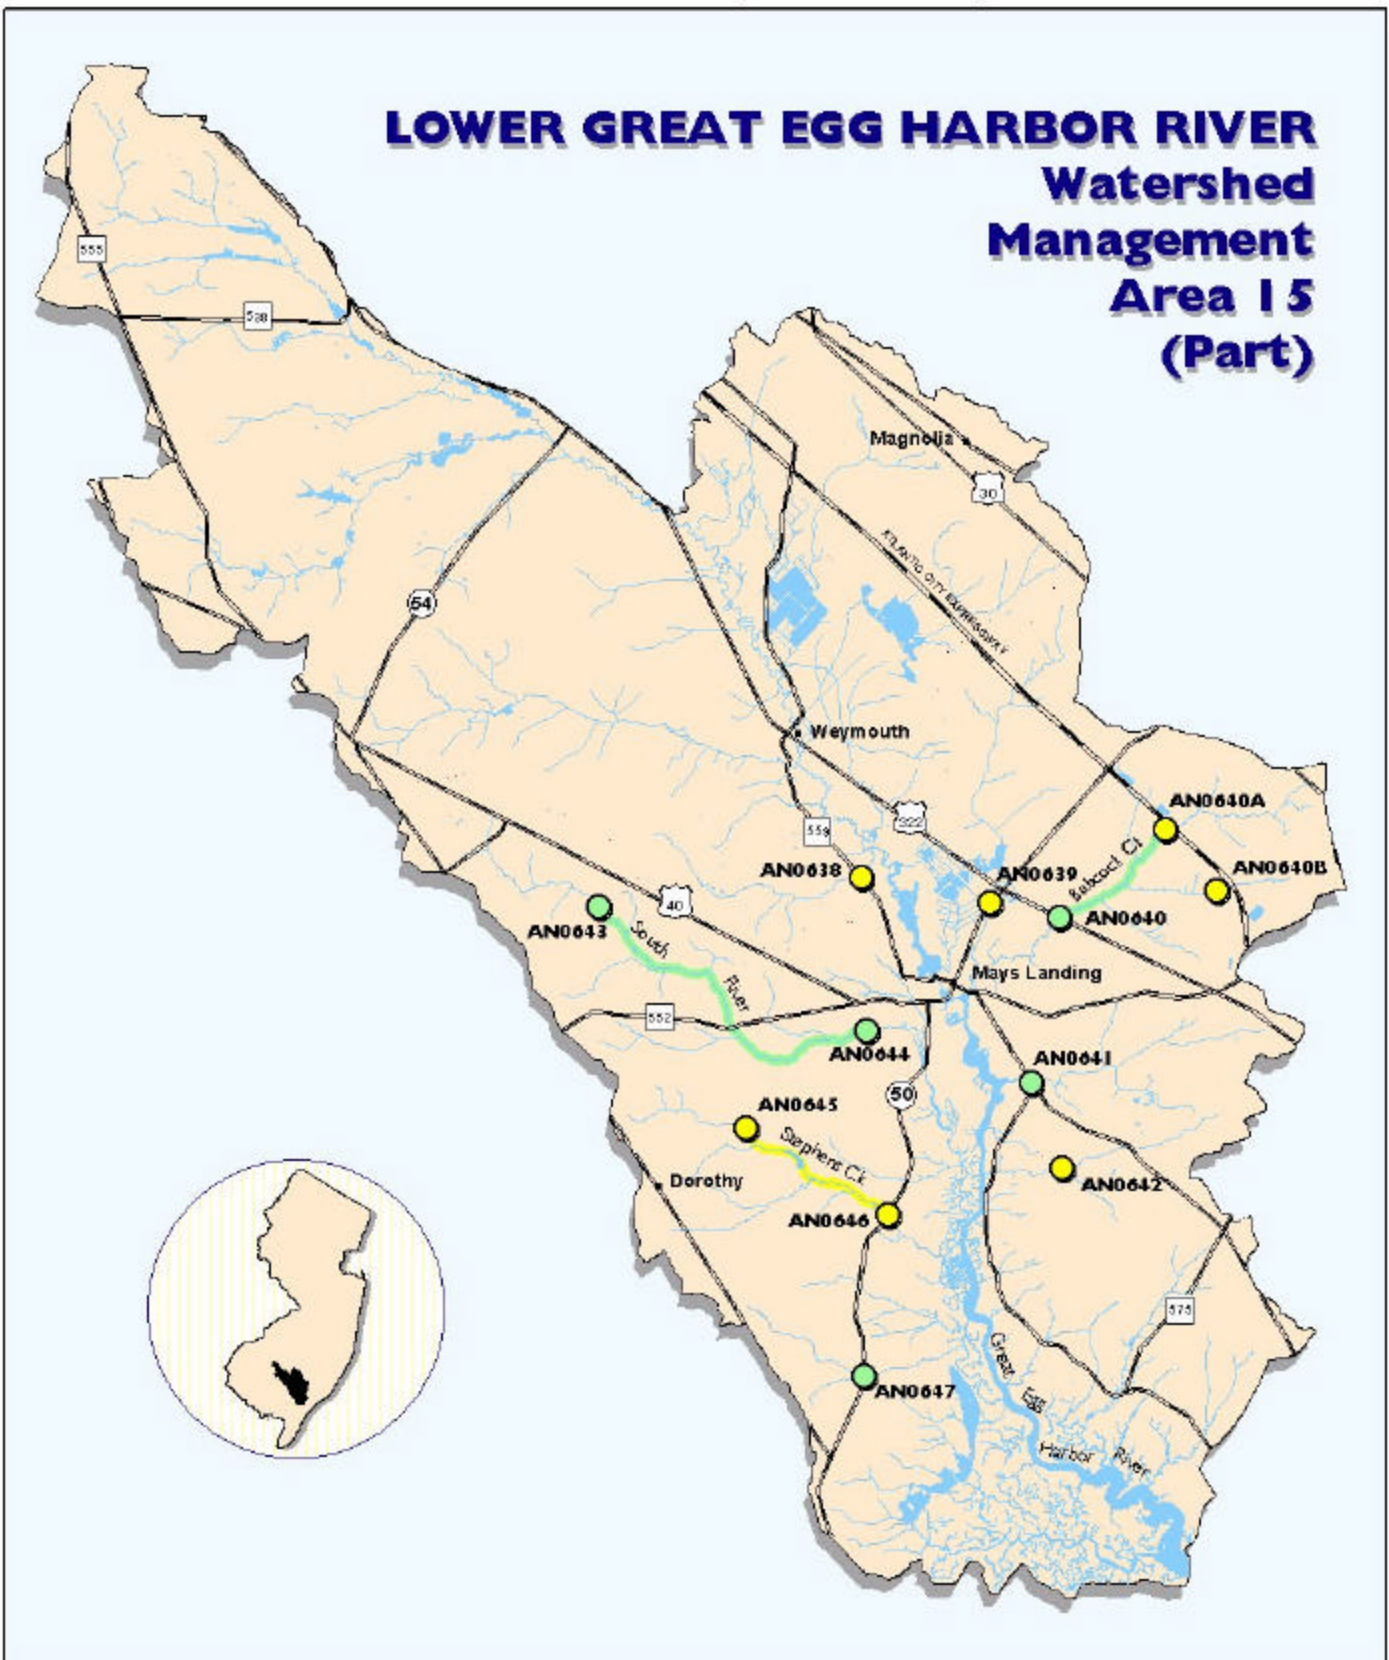 LOWER GREAT EGG HARBOR RIVER
Watershed
Management
Area 15
(Part)
555
538
Magnolia
30
ATLANTIC CITY EXPRESSWAY
54
Weymouth
AN0640A
322
559
Babcock Ck
AN0638
AN0639
AN0640B
40
AN0640
AN0643
South
River
Mays Landing
552
AN0644
AN0641
50
AN0645
Stephens Ck
Dorothy
AN0642
AN0646
575
Great
Egg
Harbor
River
AN0647